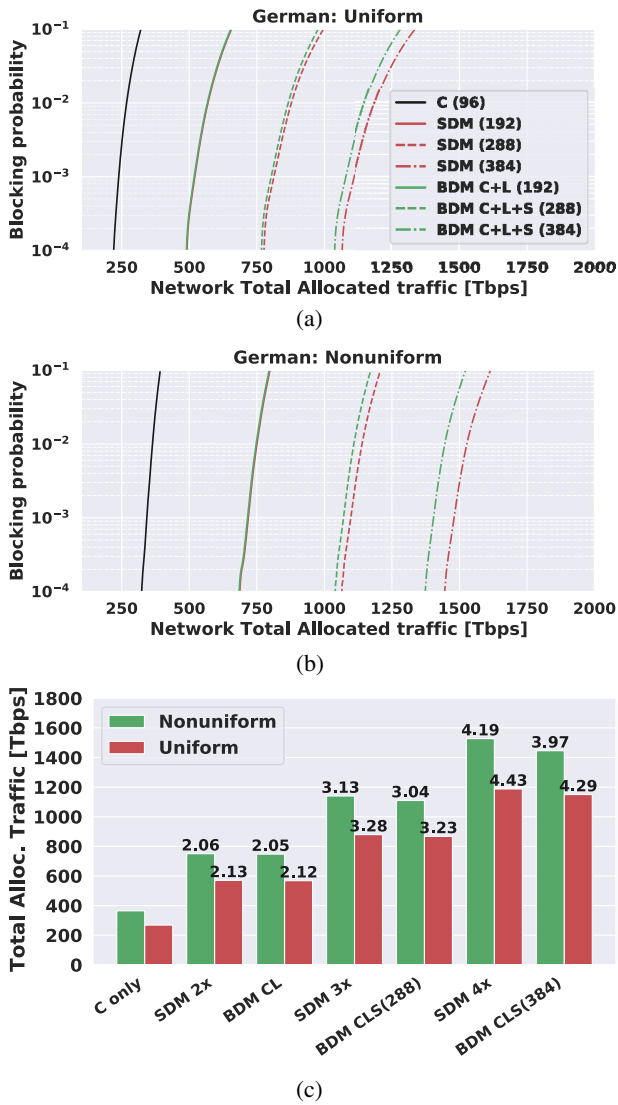 German: Uniform
Blocking probability
10⁻¹
10⁻²
10⁻³
10⁻⁴
C (96)
SDM (192)
SDM (288)
SDM (384)
BDM C+L (192)
BDM C+L+S (288)
BDM C+L+S (384)
250 500 750 1000 1250 1500 1750 2000
Network Total Allocated traffic [Tbps]
(a)
German: Nonuniform
Blocking probability
10⁻¹
10⁻²
10⁻³
10⁻⁴
250 500 750 1000 1250 1500 1750 2000
Network Total Allocated traffic [Tbps]
(b)
Total Alloc. Traffic [Tbps]
1800
1600
1400
1200
1000
800
600
400
200
0
Nonuniform
Uniform
2.06
2.13
2.05
2.12
3.13
3.28
3.04
3.23
4.19
4.43
3.97
4.29
C only
SDM 2x
BDM CL
SDM 3x
BDM CLS(288)
SDM 4x
BDM CLS(384)
(c)